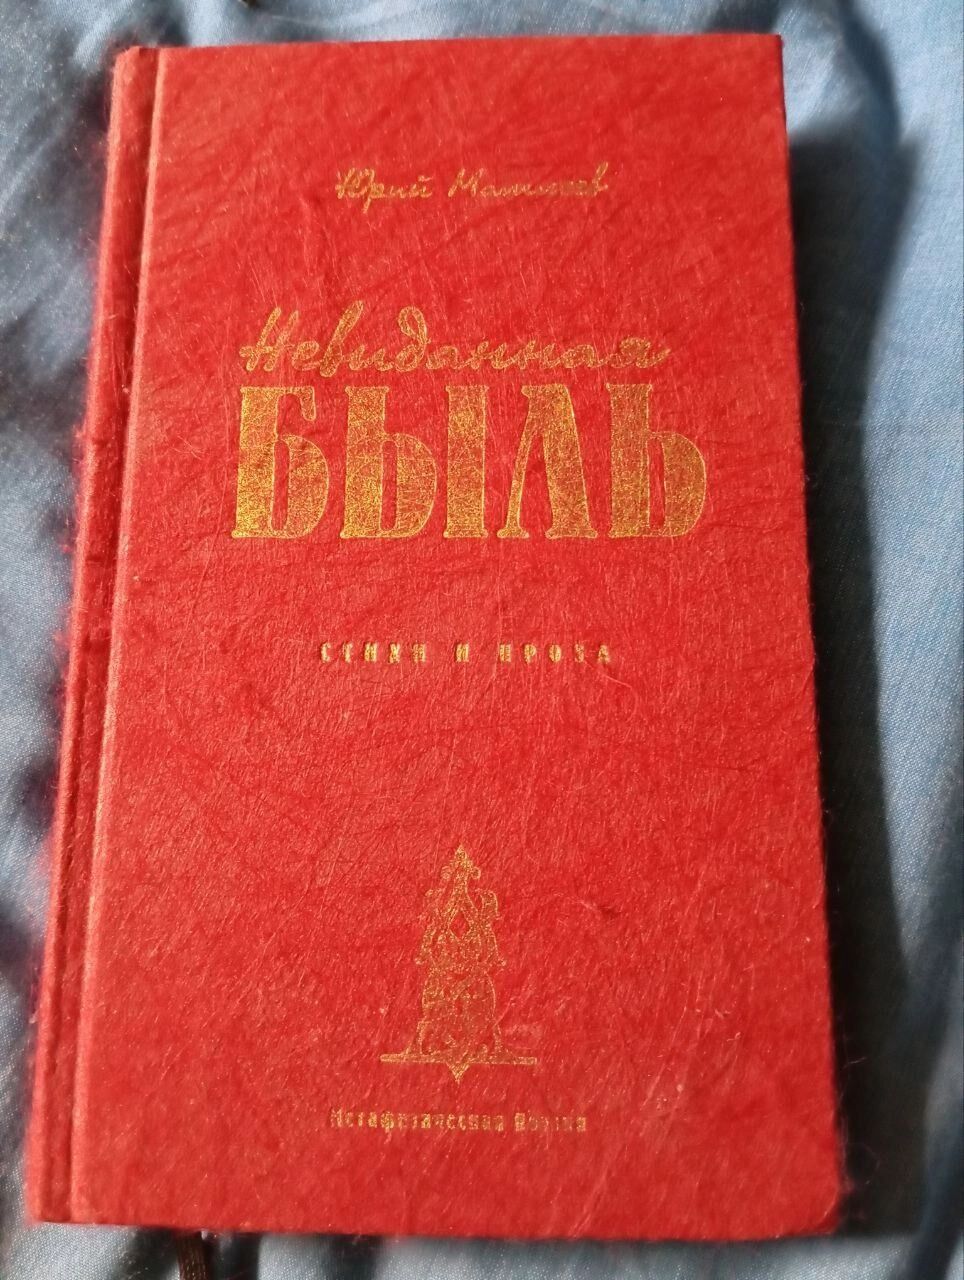 Юрий Мамлеев
Невиданная
БЫЛЬ
СТИХИ И ПРОЗА
Метафизическая Поэзия